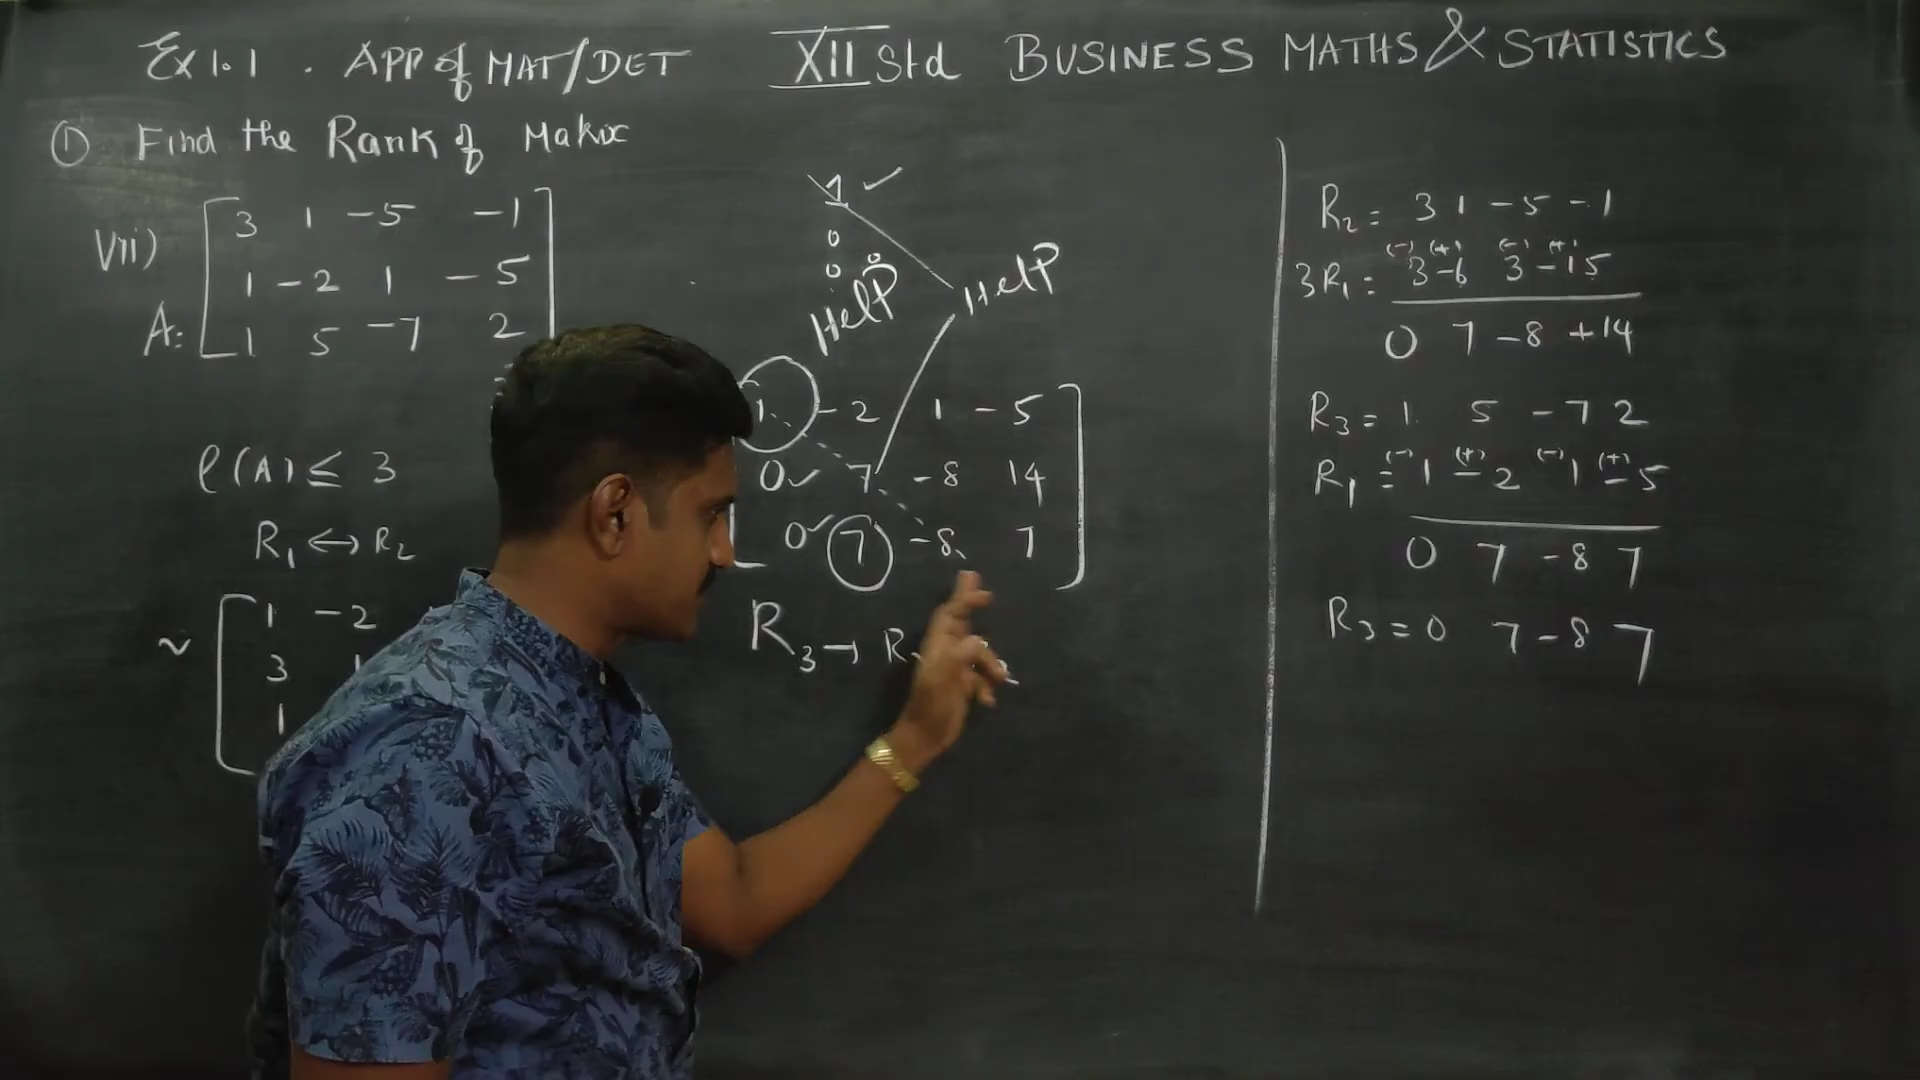 Ex 1.1 . APP of MAT/DET XII Std BUSINESS MATHS & STATISTICS
① Find the Rank of Matrix
vii)
A:
3 1 -5 -1
1 -2 1 -5
1 5 -7 2
ρ(A) ≤ 3
R₁ ↔ R₂
~
1 -2
3 1
1
1 ✓
0
0 0
Help
Help
1 -2 1 -5
0 ✓ 7 -8 14
0 ✓ 7 -8 7
R₃ → R
R₂ = 3 1 -5 -1
(-) (+) (-) (+)
3R₁ = 3 -6 3 -15
0 7 -8 +14
R₃ = 1 5 -7 2
(-) (+) (-) (+)
R₁ = 1 -2 1 -5
0 7 -8 7
R₃ = 0 7 -8 7